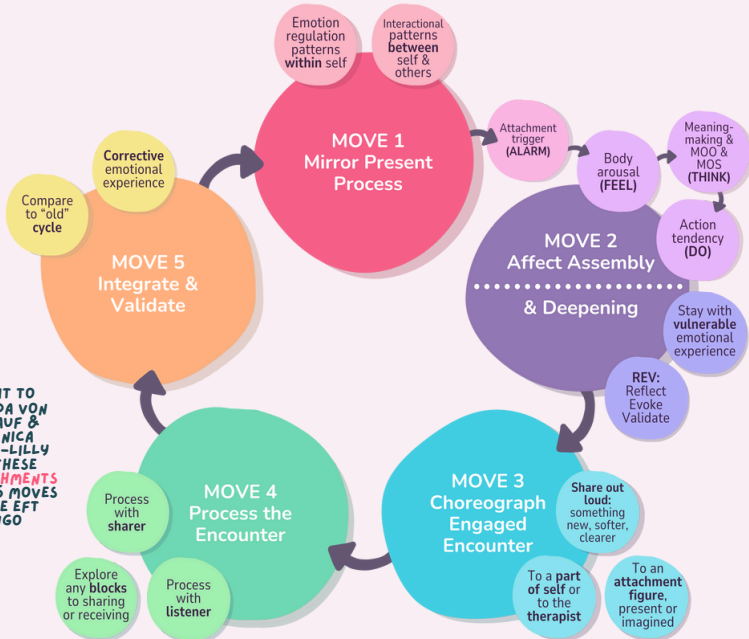 Emotion
regulation
patterns
within self
Interactional
patterns
between
self &
others
MOVE 1
Mirror Present
Process
Attachment
trigger
(ALARM)
Body
arousal
(FEEL)
Meaning-
making &
MOO &
MOS
(THINK)
Action
tendency
(DO)
MOVE 2
Affect Assembly
& Deepening
Stay with
vulnerable
emotional
experience
REV:
Reflect
Evoke
Validate
MOVE 3
Choreograph
Engaged
Encounter
Share out
loud:
something
new, softer,
clearer
To a part
of self or
to the
therapist
To an
attachment
figure,
present or
imagined
MOVE 4
Process the
Encounter
Process
with
sharer
Explore
any blocks
to sharing
or receiving
Process
with
listener
MOVE 5
Integrate &
Validate
Corrective
emotional
experience
Compare
to “old”
cycle
TO
VON
&
-LILLY
MOVES
EFT